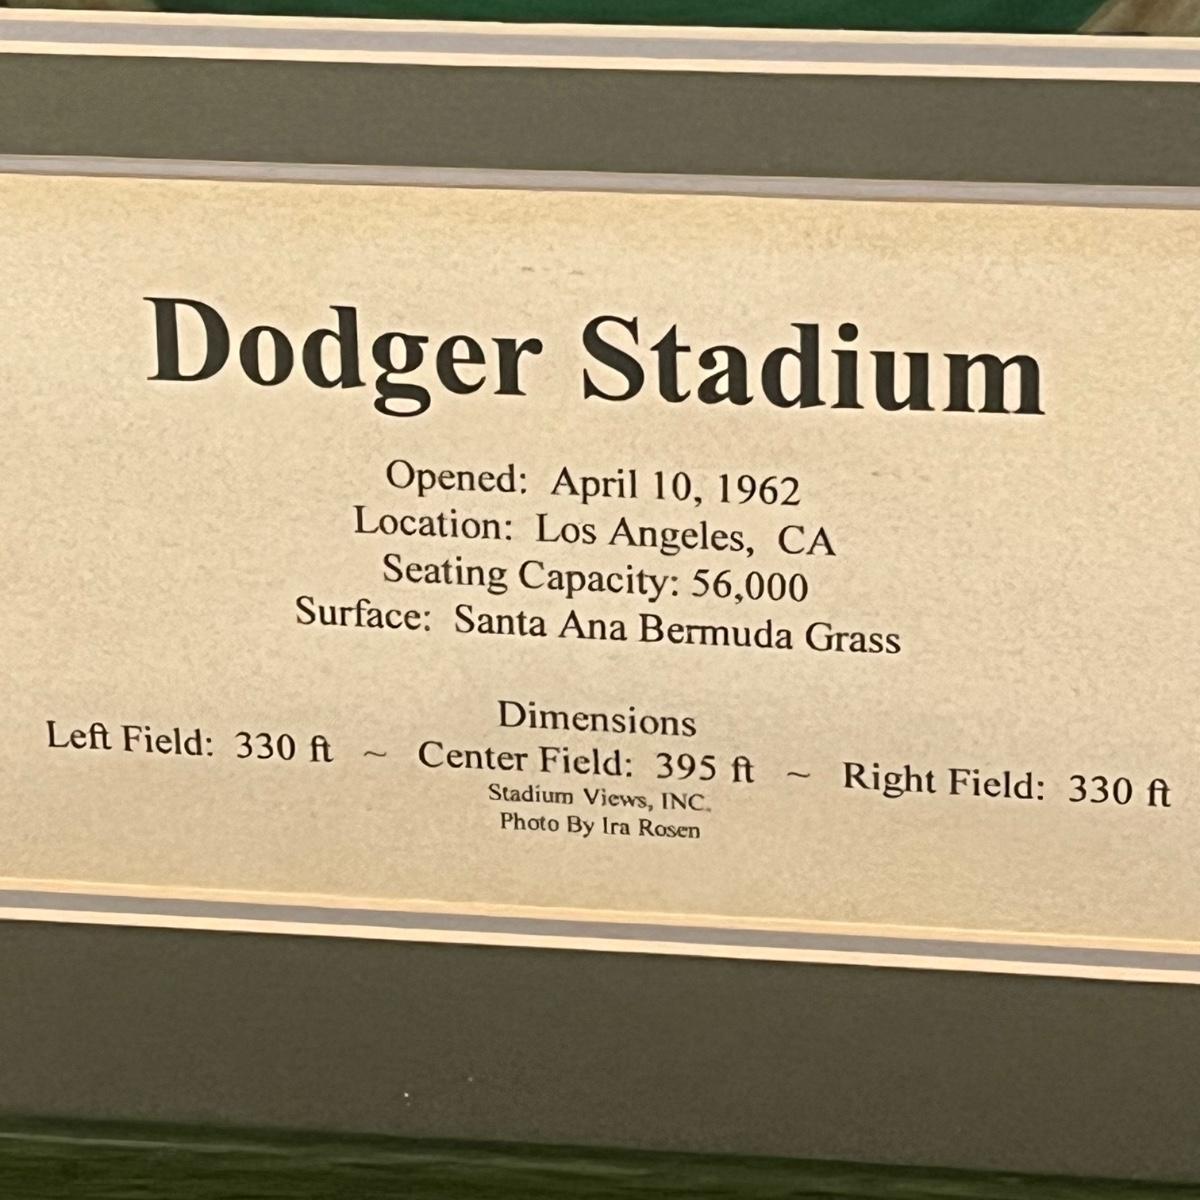 Dodger Stadium
Opened: April 10, 1962
Location: Los Angeles, CA
Seating Capacity: 56,000
Surface: Santa Ana Bermuda Grass
Dimensions
Left Field: 330 ft ~ Center Field: 395 ft ~ Right Field: 330 ft
Stadium Views, INC.
Photo By Ira Rosen